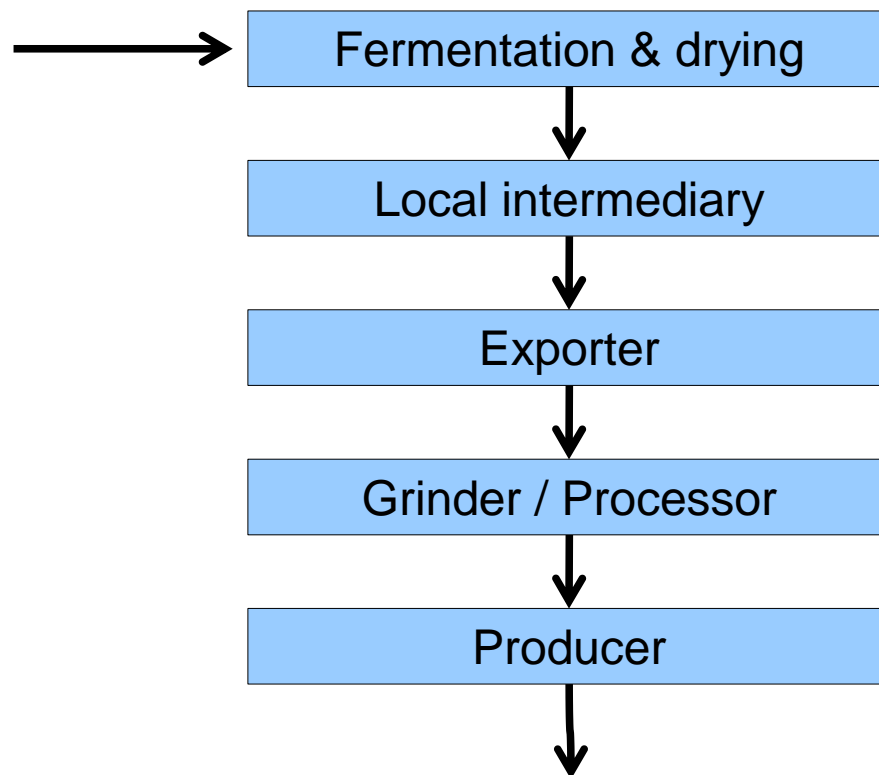 Fermentation & drying
Local intermediary
Exporter
Grinder / Processor
Producer